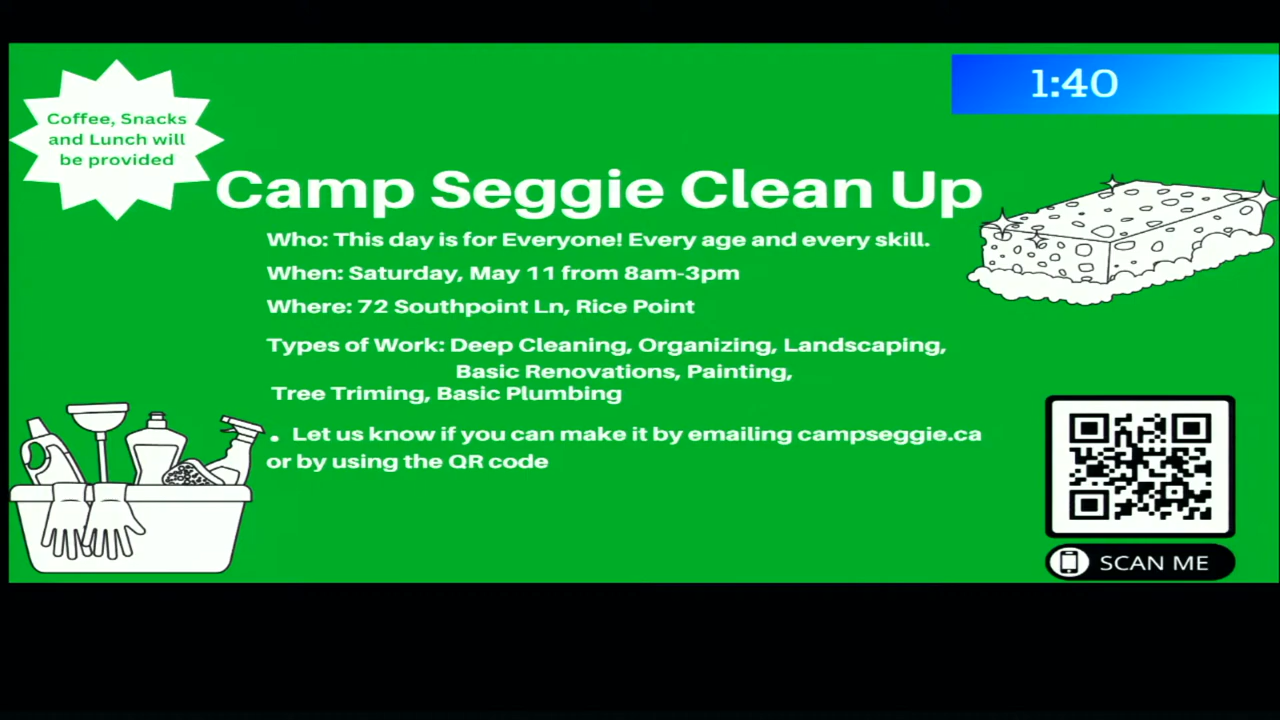 Coffee, Snacks
and Lunch will
be provided
1:40
Camp Seggie Clean Up
Who: This day is for Everyone! Every age and every skill.
When: Saturday, May 11 from 8am-3pm
Where: 72 Southpoint Ln, Rice Point
Types of Work: Deep Cleaning, Organizing, Landscaping,
Basic Renovations, Painting,
Tree Triming, Basic Plumbing
. Let us know if you can make it by emailing campseggie.ca
or by using the QR code
SCAN ME